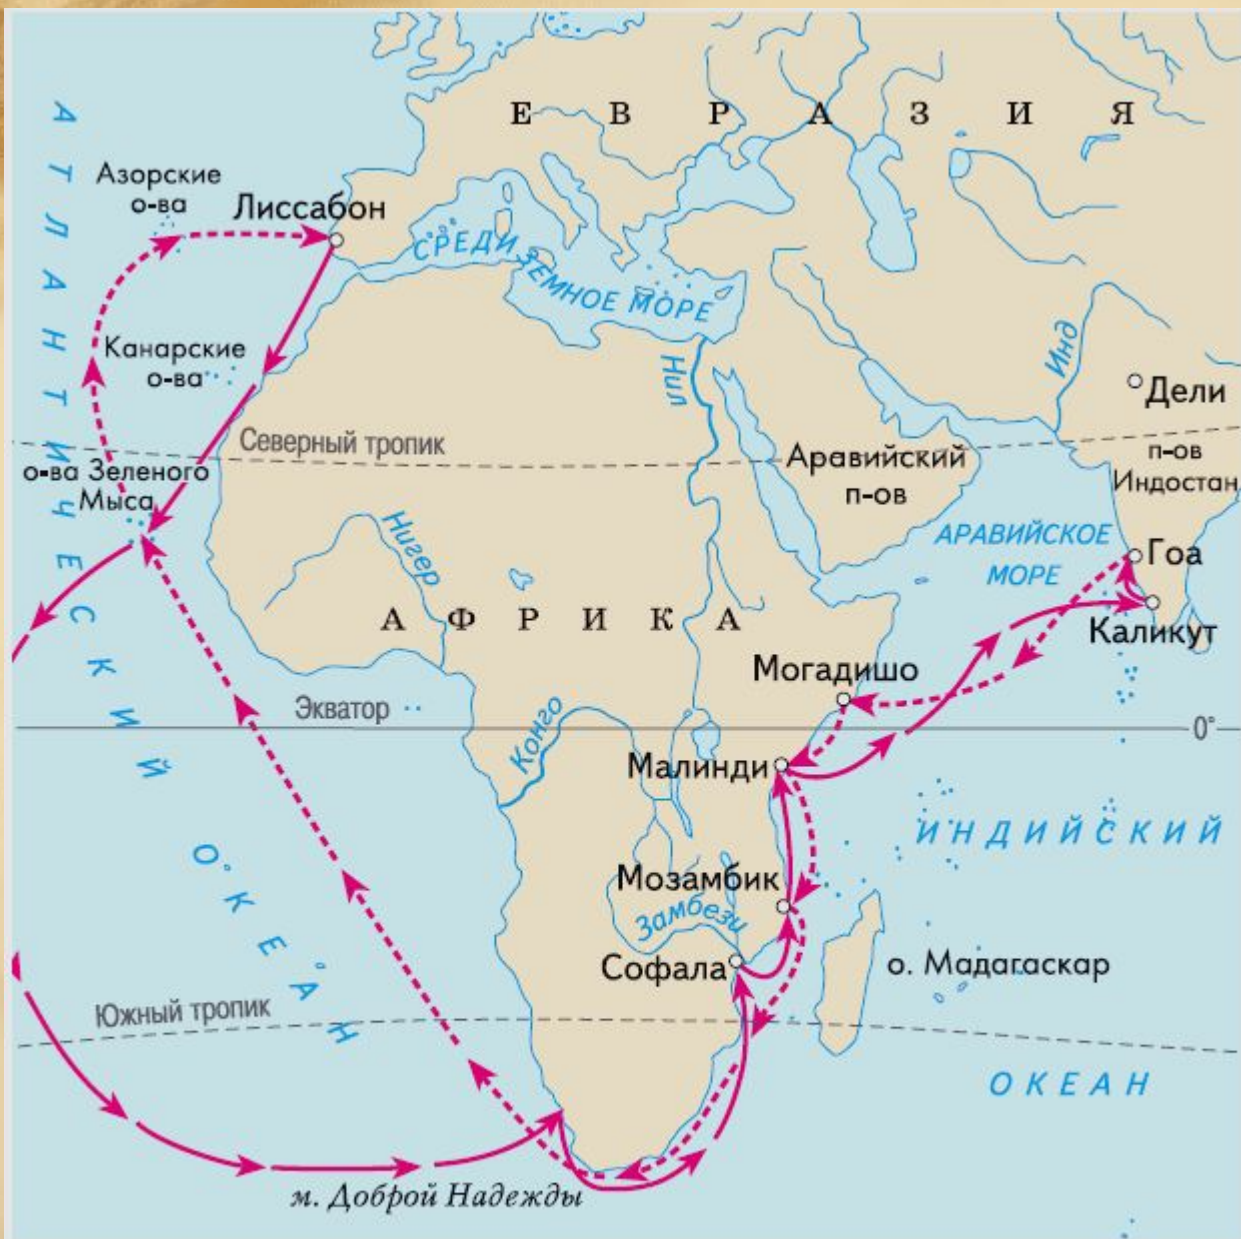 ЕВРАЗИЯ
АТЛАНТИЧЕСКИЙ ОКЕАН
Азорские
о-ва
Лиссабон
СРЕДИЗЕМНОЕ МОРЕ
Канарские
о-ва
Нил
Инд
Дели
Северный тропик
п-ов
Индостан
Аравийский
п-ов
о-ва Зеленого
Мыса
Нигер
АРАВИЙСКОЕ
МОРЕ
Гоа
АФРИКА
Каликут
Могадишо
Экватор
Конго
0°
Малинди
ИНДИЙСКИЙ
Мозамбик
Замбези
Софала
о. Мадагаскар
Южный тропик
ОКЕАН
м. Доброй Надежды